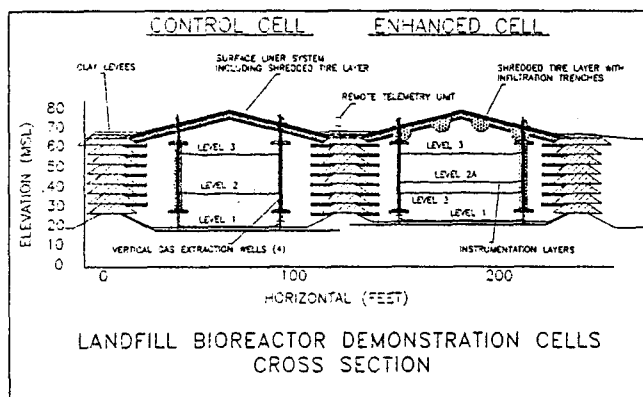 CONTROL CELL
ENHANCED CELL
CLAY LEVEES
SURFACE LINER SYSTEM
INCLUDING SHREDDED TIRE LAYER
REMOTE TELEMETRY UNIT
SHREDDED TIRE LAYER WITH
INFILTRATION TRENCHES
ELEVATION (MSL)
80
70
60
50
40
30
20
10
0
LEVEL 3
LEVEL 2
LEVEL 1
LEVEL 3
LEVEL 2A
LEVEL 2
LEVEL 1
VERTICAL GAS EXTRACTION WELLS (4)
INSTRUMENTATION LAYERS
0
100
200
HORIZONTAL (FEET)
LANDFILL BIOREACTOR DEMONSTRATION CELLS
CROSS SECTION